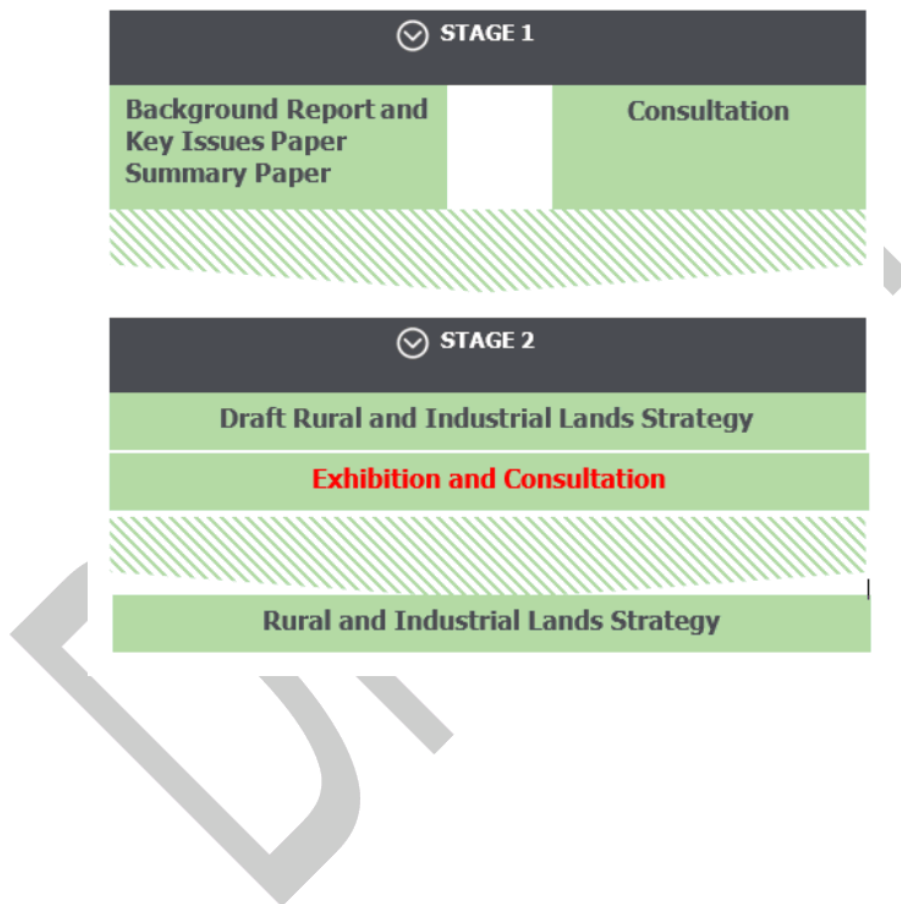 STAGE 1
Background Report and
Key Issues Paper
Summary Paper
Consultation
STAGE 2
Draft Rural and Industrial Lands Strategy
Exhibition and Consultation
Rural and Industrial Lands Strategy